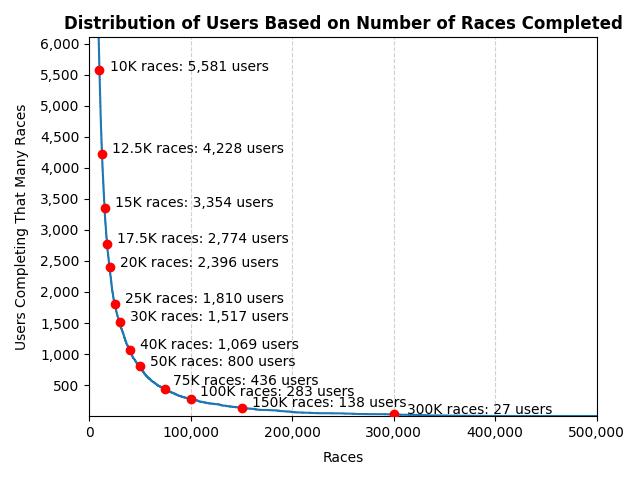 Distribution of Users Based on Number of Races Completed
Users Completing That Many Races
6,000
5,500
5,000
4,500
4,000
3,500
3,000
2,500
2,000
1,500
1,000
500
10K races: 5,581 users
12.5K races: 4,228 users
15K races: 3,354 users
17.5K races: 2,774 users
20K races: 2,396 users
25K races: 1,810 users
30K races: 1,517 users
40K races: 1,069 users
50K races: 800 users
75K races: 436 users
100K races: 283 users
150K races: 138 users
300K races: 27 users
0
100,000
200,000
300,000
400,000
500,000
Races